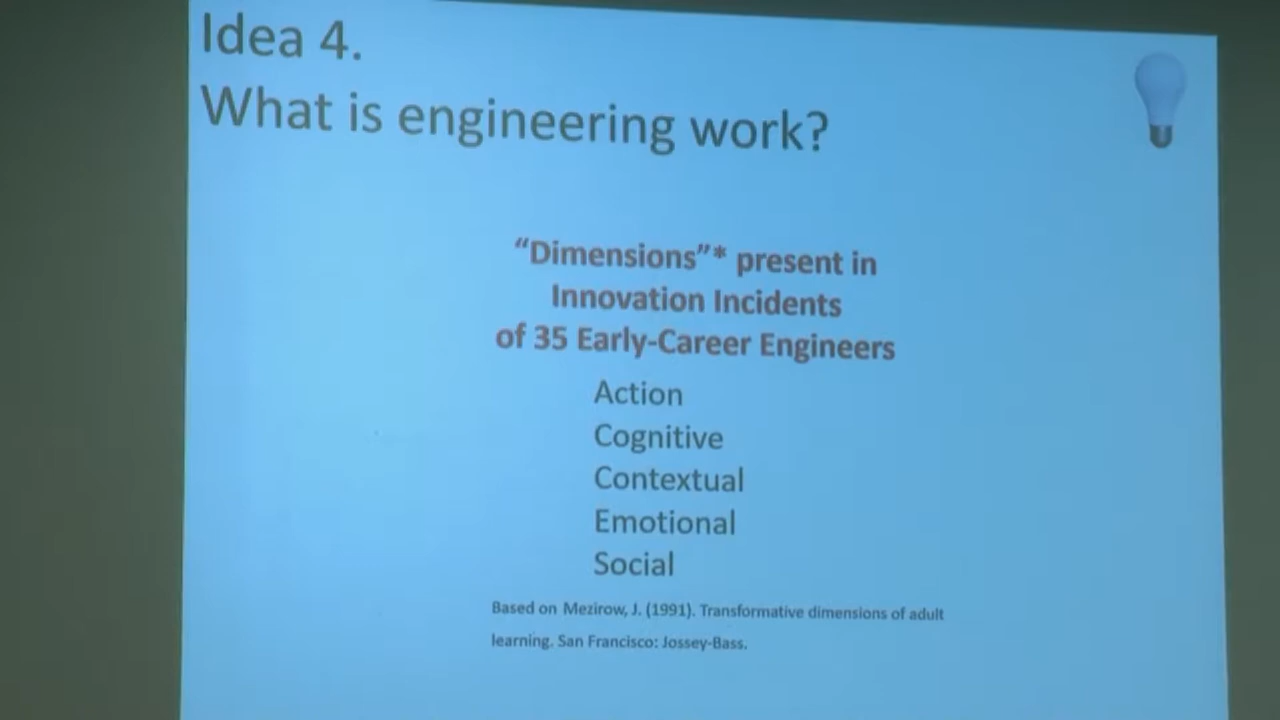 Idea 4.
What is engineering work?
“Dimensions”* present in
Innovation Incidents
of 35 Early-Career Engineers
Action
Cognitive
Contextual
Emotional
Social
Based on Mezirow, J. (1991). Transformative dimensions of adult
learning. San Francisco: Jossey-Bass.